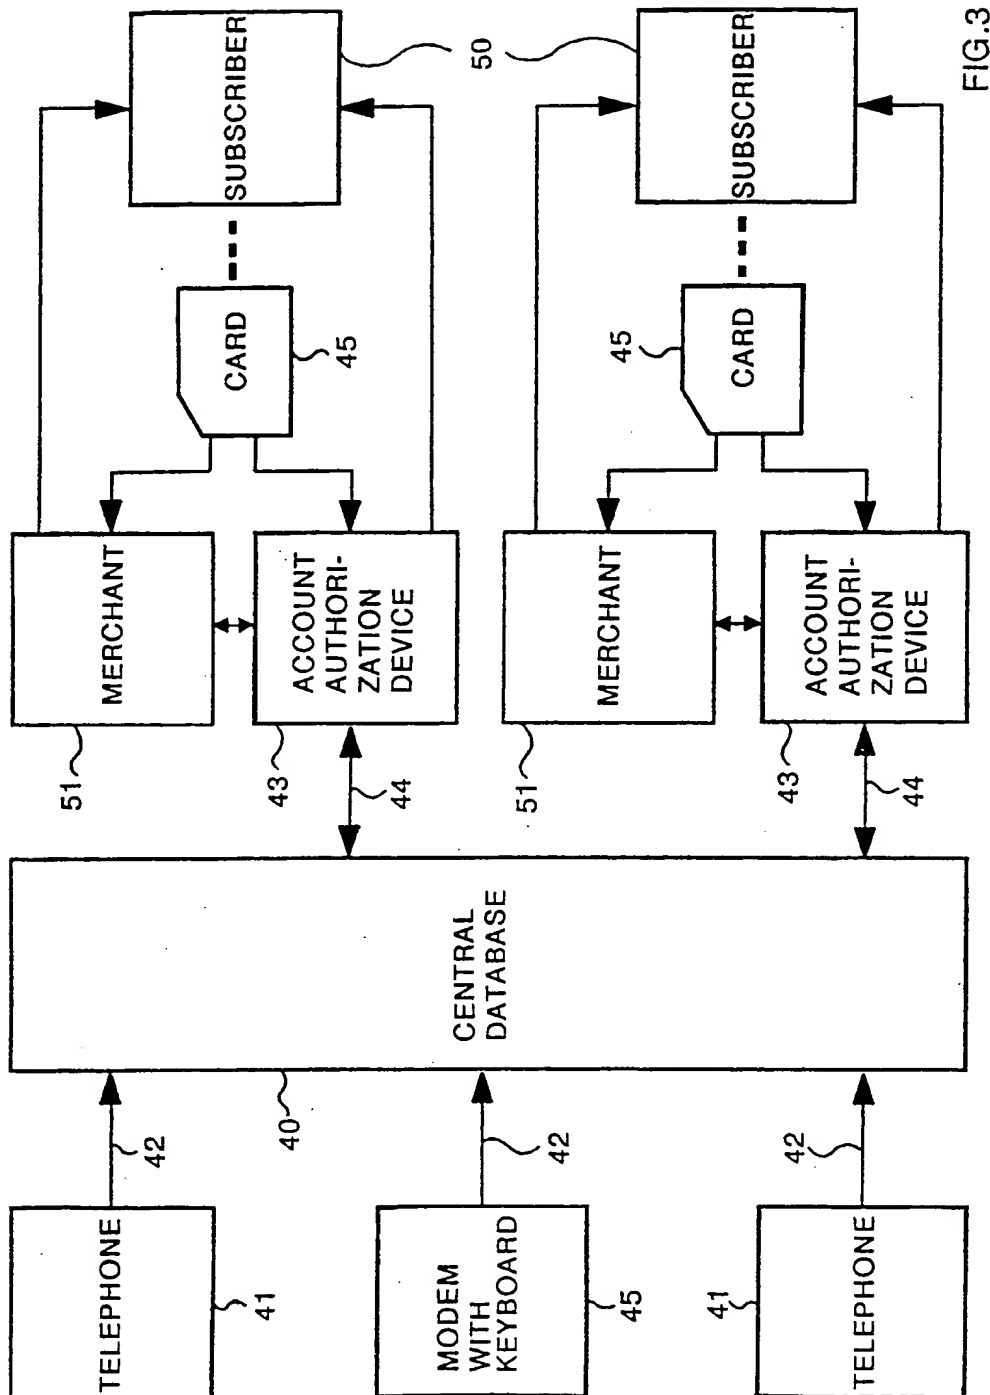 TELEPHONE
41
MODEM
WITH
KEYBOARD
45
TELEPHONE
41
42
42
42
40
CENTRAL
DATABASE
44
43
51
44
43
51
ACCOUNT
AUTHORI-
ZATION
DEVICE
MERCHANT
ACCOUNT
AUTHORI-
ZATION
DEVICE
MERCHANT
CARD
45
CARD
45
SUBSCRIBER
50
SUBSCRIBER
FIG.3